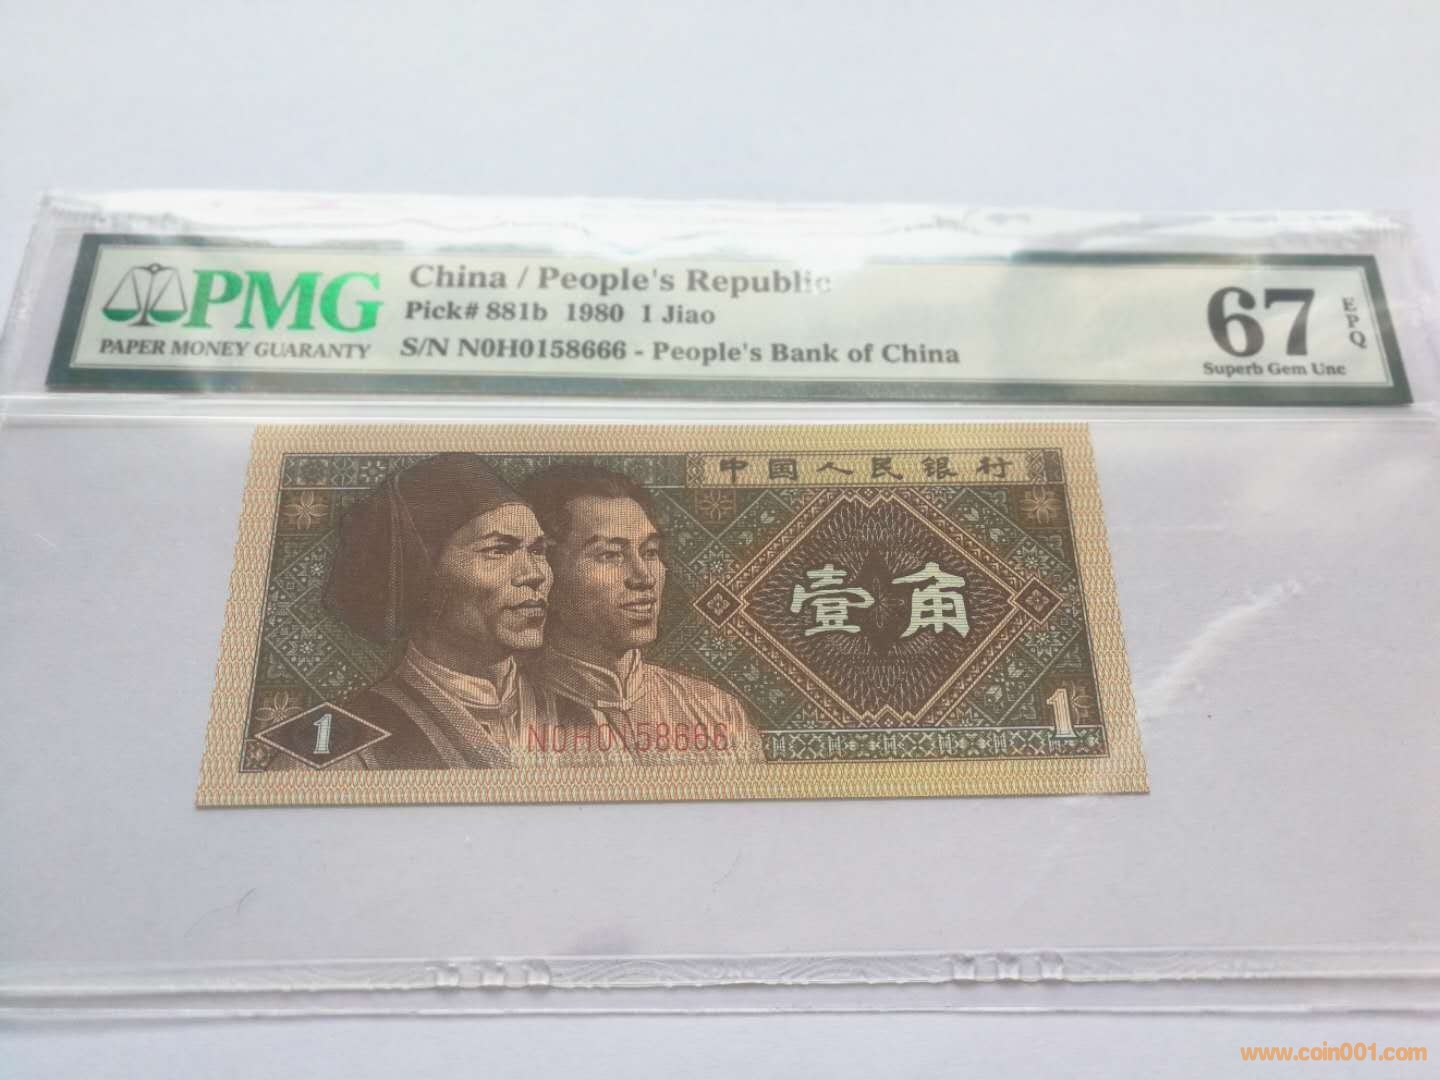 PMG
PAPER MONEY GUARANTY
China / People's Republic
Pick# 881b 1980 1 Jiao
S/N N0H0158666 - People's Bank of China
67
EPQ
Superb Gem Unc
中国人民银行
壹角
1
1
N0H0158666
www.coin001.com